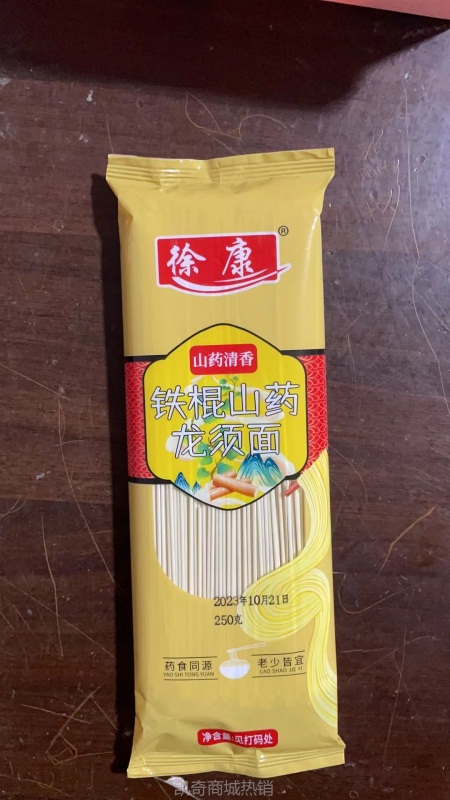 徐康®
山药清香
铁棍山药
龙须面
2023年10月21日
250克
药食同源
YAO SHI TONG YUAN
老少皆宜
LAO SHAO JIE YI
净含量:见打码处
凯奇商城热销